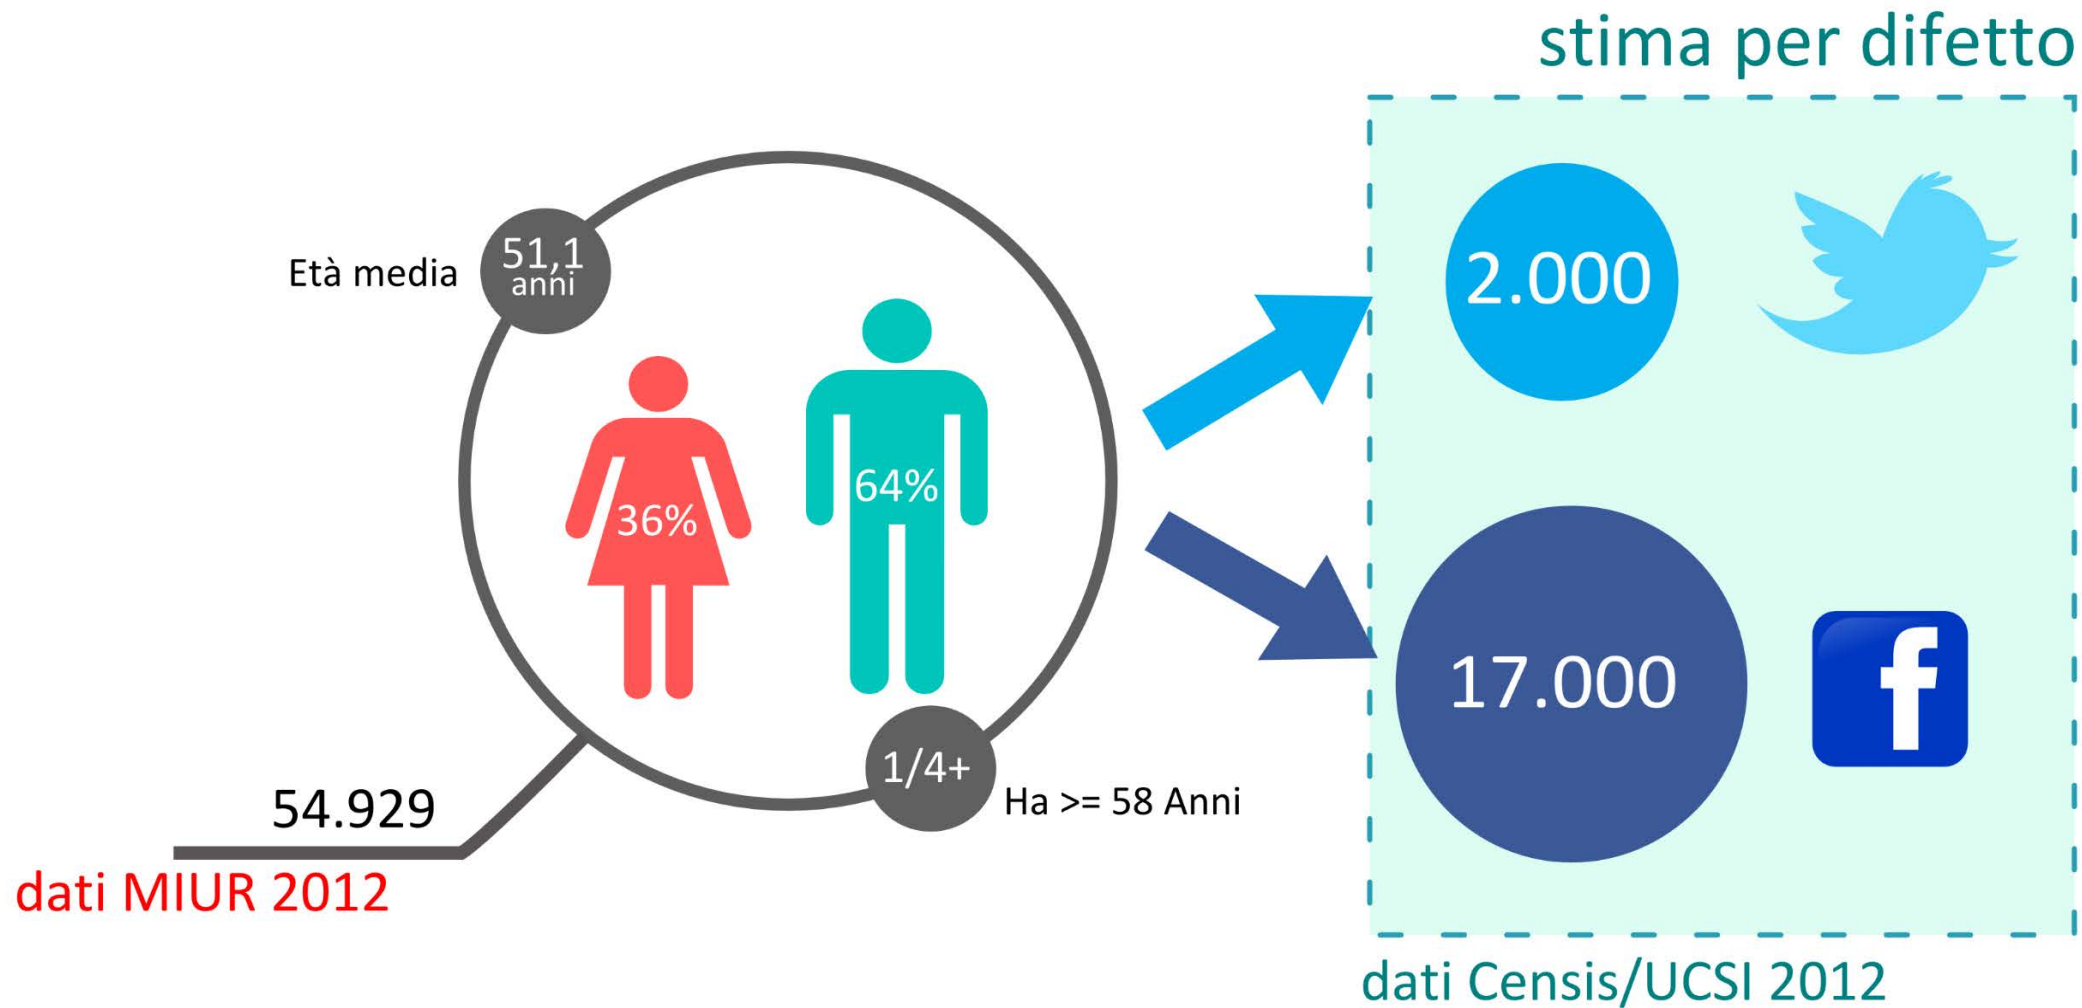 stima per difetto
Età media
51,1
anni
36%
64%
1/4+
Ha >= 58 Anni
54.929
dati MIUR 2012
2.000
17.000
f
dati Censis/UCSI 2012